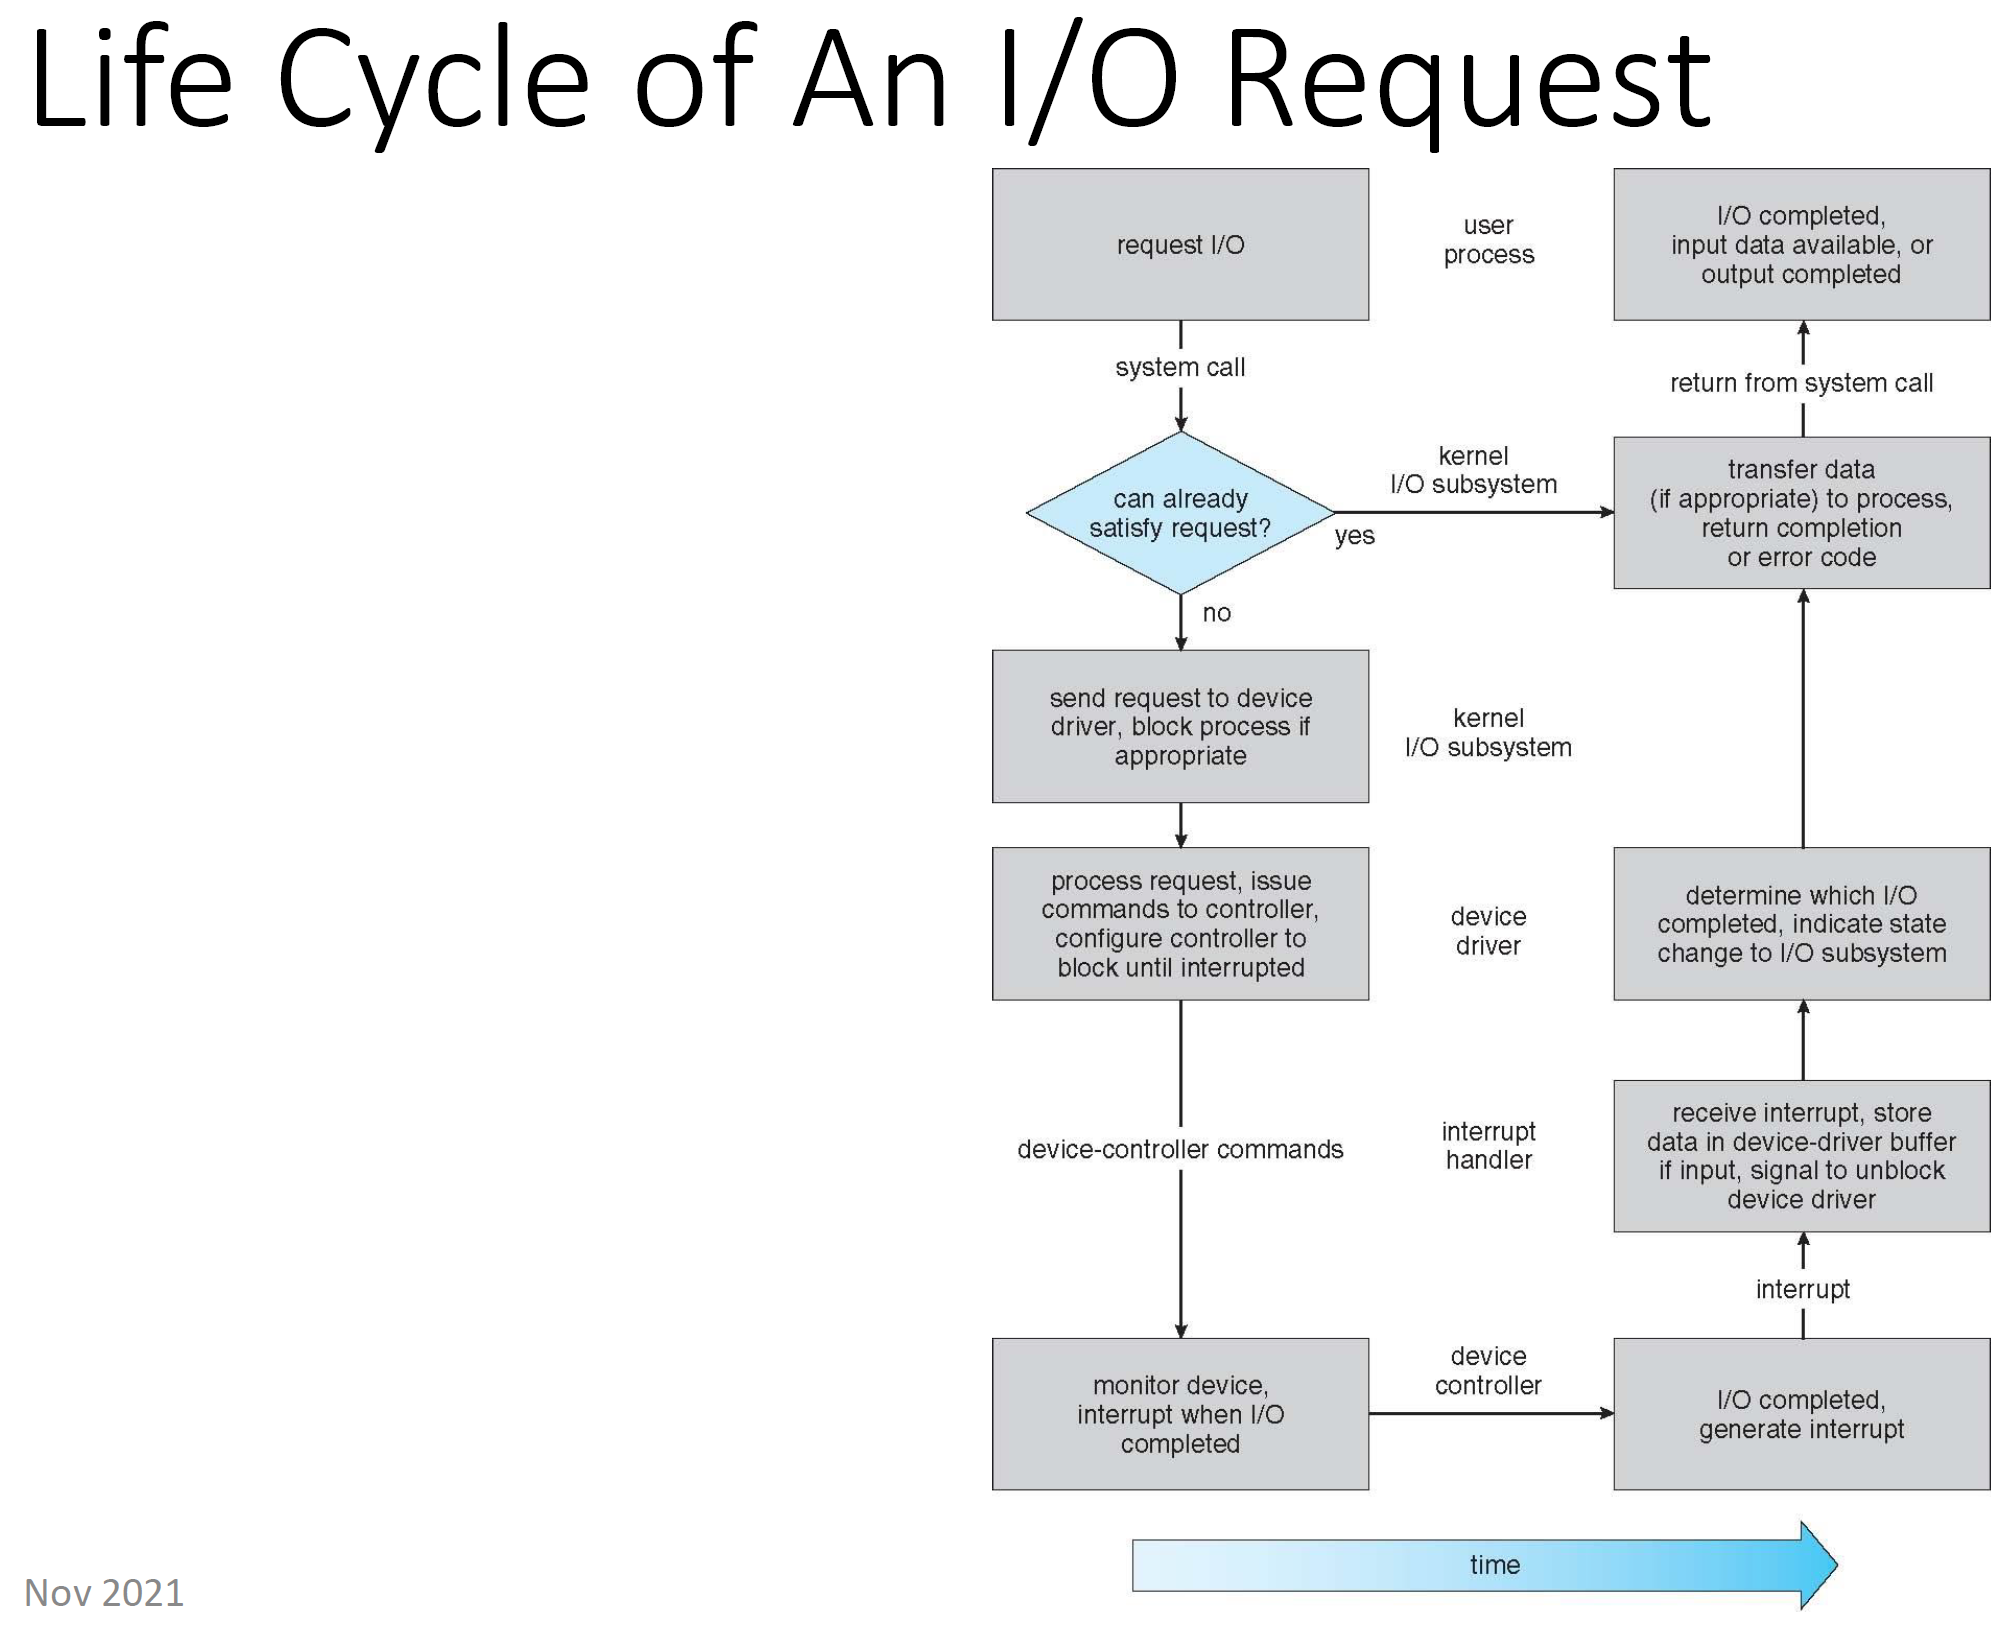 Life Cycle of An I/O Request
request I/O
user
process
I/O completed,
input data available, or
output completed
system call
return from system call
can already
satisfy request?
kernel
I/O subsystem
yes
transfer data
(if appropriate) to process,
return completion
or error code
no
send request to device
driver, block process if
appropriate
kernel
I/O subsystem
process request, issue
commands to controller,
configure controller to
block until interrupted
device
driver
determine which I/O
completed, indicate state
change to I/O subsystem
device-controller commands
interrupt
handler
receive interrupt, store
data in device-driver buffer
if input, signal to unblock
device driver
interrupt
monitor device,
interrupt when I/O
completed
device
controller
I/O completed,
generate interrupt
time
Nov 2021